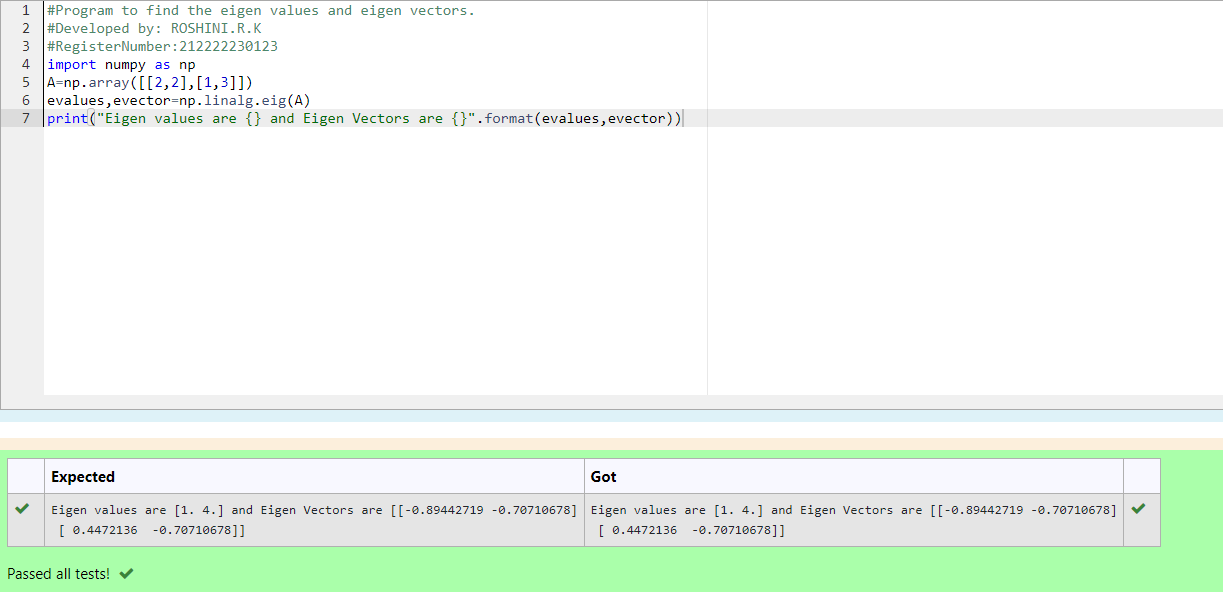 1 #Program to find the eigen values and eigen vectors.
2 #Developed by: ROSHINI.R.K
3 #RegisterNumber:212222230123
4 import numpy as np
5 A=np.array([[2,2],[1,3]])
6 evalues,evector=np.linalg.eig(A)
7 print("Eigen values are {} and Eigen Vectors are {}".format(evalues,evector))
Expected Got
Eigen values are [1. 4.] and Eigen Vectors are [[-0.89442719 -0.70710678] Eigen values are [1. 4.] and Eigen Vectors are [[-0.89442719 -0.70710678]
[ 0.4472136  -0.70710678]] [ 0.4472136  -0.70710678]]
Passed all tests!